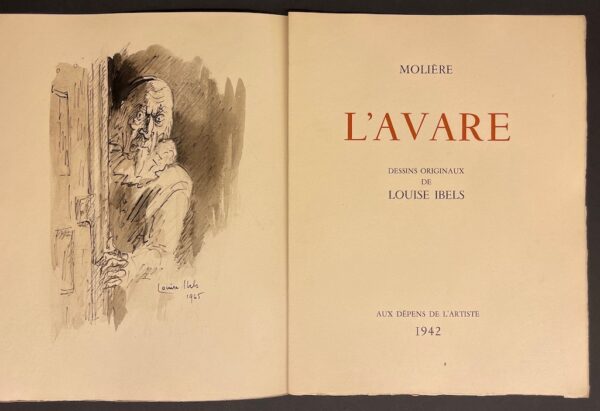 Louise Ibels
1945
MOLIÈRE
L'AVARE
DESSINS ORIGINAUX
DE
LOUISE IBELS
AUX DÉPENS DE L'ARTISTE
1942